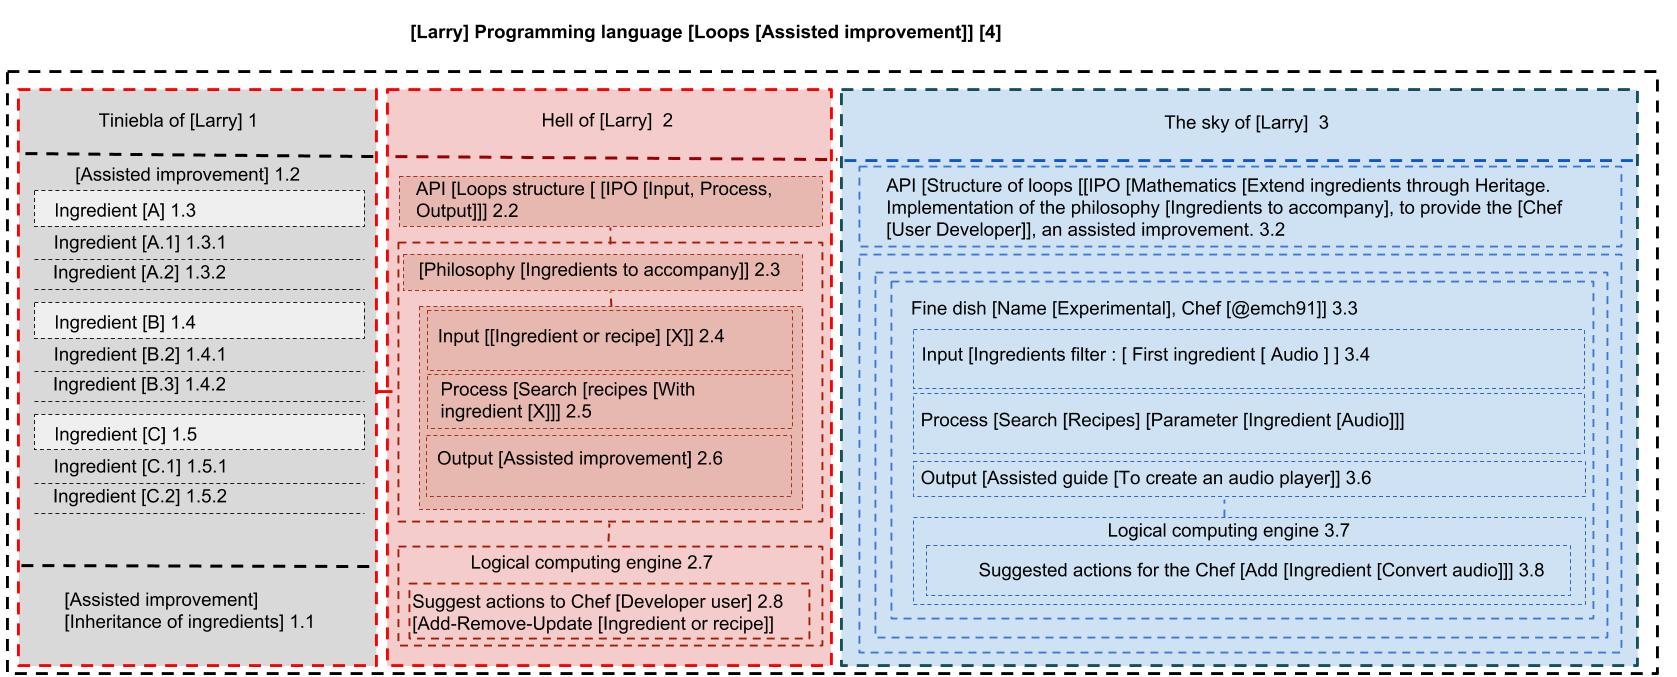 [Larry] Programming language [Loops [Assisted improvement]] [4]
Tiniebla of [Larry] 1
[Assisted improvement] 1.2
Ingredient [A] 1.3
Ingredient [A.1] 1.3.1
Ingredient [A.2] 1.3.2
Ingredient [B] 1.4
Ingredient [B.2] 1.4.1
Ingredient [B.3] 1.4.2
Ingredient [C] 1.5
Ingredient [C.1] 1.5.1
Ingredient [C.2] 1.5.2
[Assisted improvement]
[Inheritance of ingredients] 1.1
Hell of [Larry] 2
API [Loops structure [ [IPO [Input, Process,
Output]]] 2.2
[Philosophy [Ingredients to accompany]] 2.3
Input [[Ingredient or recipe] [X]] 2.4
Process [Search [recipes [With
ingredient [X]]] 2.5
Output [Assisted improvement] 2.6
Logical computing engine 2.7
Suggest actions to Chef [Developer user] 2.8
[Add-Remove-Update [Ingredient or recipe]]
The sky of [Larry] 3
API [Structure of loops [[IPO [Mathematics [Extend ingredients through Heritage.
Implementation of the philosophy [Ingredients to accompany], to provide the [Chef
[User Developer]], an assisted improvement. 3.2
Fine dish [Name [Experimental], Chef [@emch91]] 3.3
Input [Ingredients filter : [ First ingredient [ Audio ] ] 3.4
Process [Search [Recipes] [Parameter [Ingredient [Audio]]]
Output [Assisted guide [To create an audio player]] 3.6
Logical computing engine 3.7
Suggested actions for the Chef [Add [Ingredient [Convert audio]]] 3.8